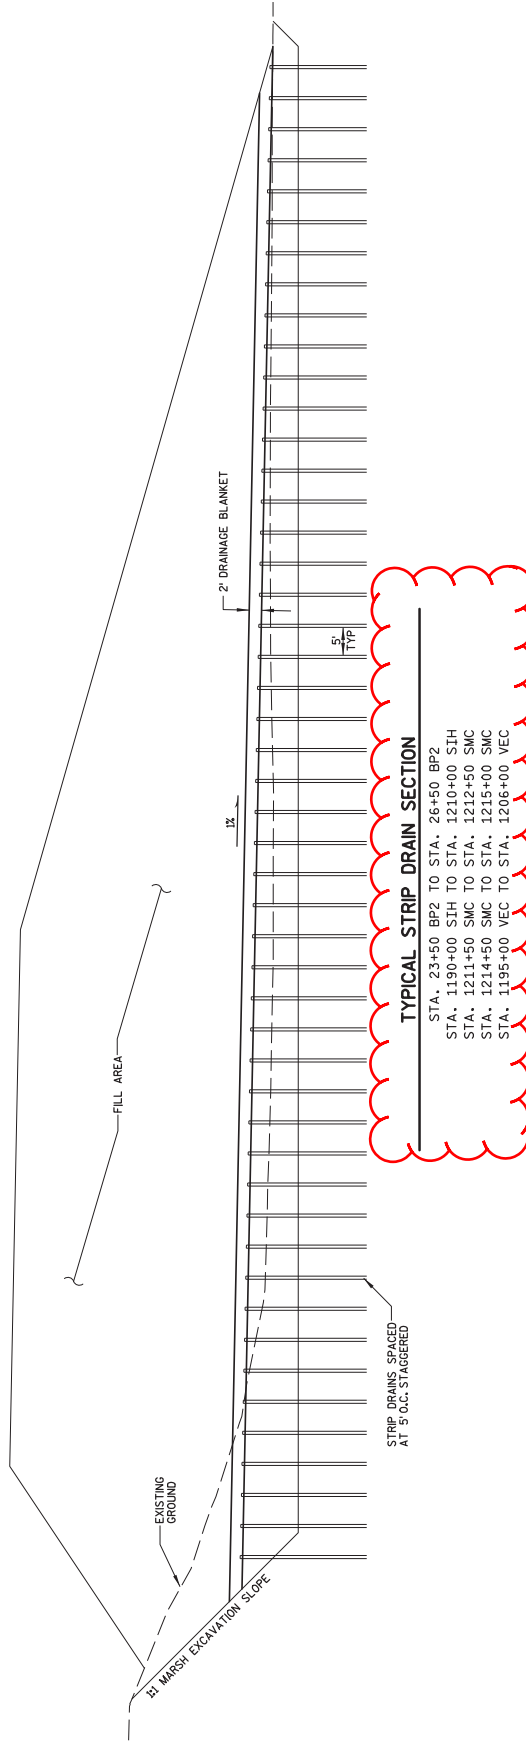 EXISTING
GROUND
1:1 MARSH EXCAVATION SLOPE
FILL AREA
1%
2' DRAINAGE BLANKET
5'
TYP
STRIP DRAINS SPACED
AT 5' O.C. STAGGERED
TYPICAL STRIP DRAIN SECTION
STA. 23+50 BP2 TO STA. 26+50 BP2
STA. 1190+00 SIH TO STA. 1210+00 SIH
STA. 1211+50 SMC TO STA. 1212+50 SMC
STA. 1214+50 SMC TO STA. 1215+00 SMC
STA. 1195+00 VEC TO STA. 1206+00 VEC